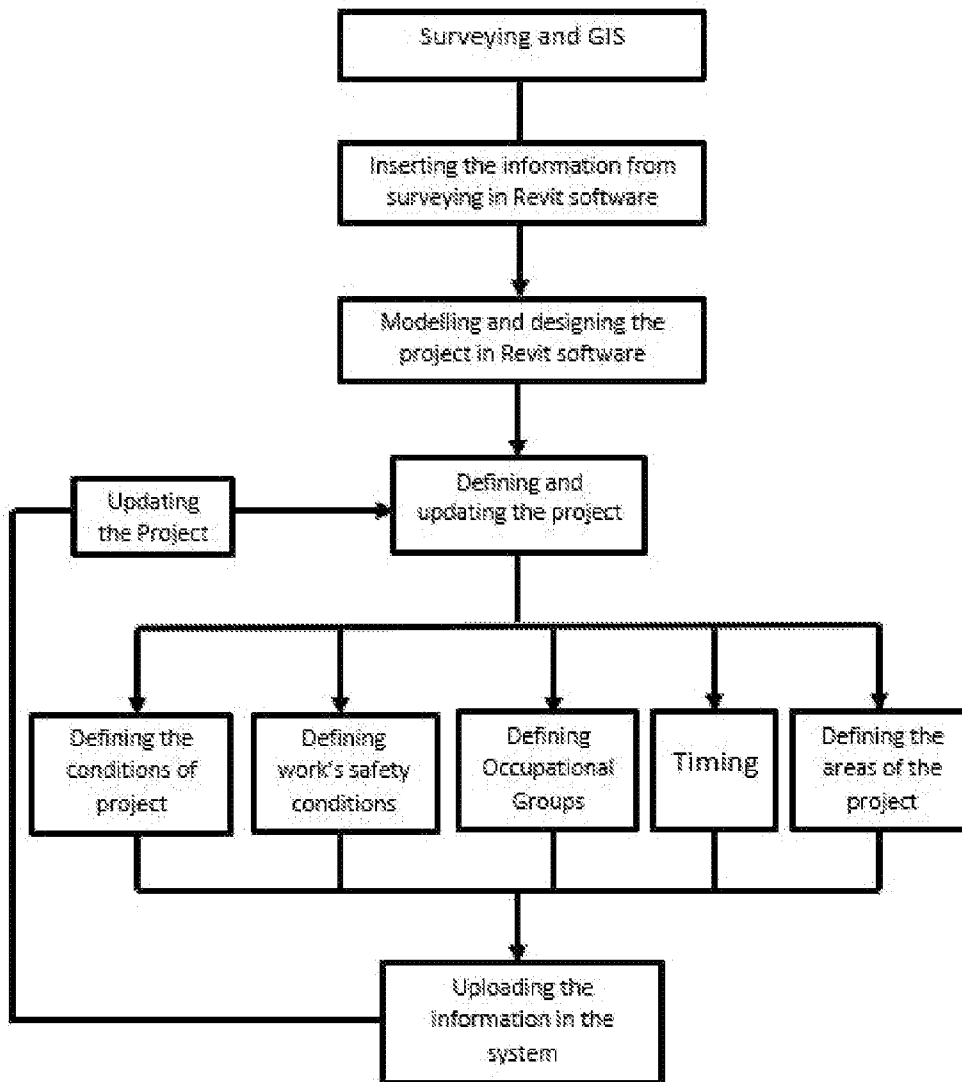 Surveying and GIS
Inserting the information from
surveying in Revit software
Modelling and designing the
project in Revit software
Updating
the Project
Defining and
updating the project
Defining the
conditions of
project
Defining
work's safety
conditions
Defining
Occupational
Groups
Timing
Defining the
areas of the
project
Uploading the
information in the
system